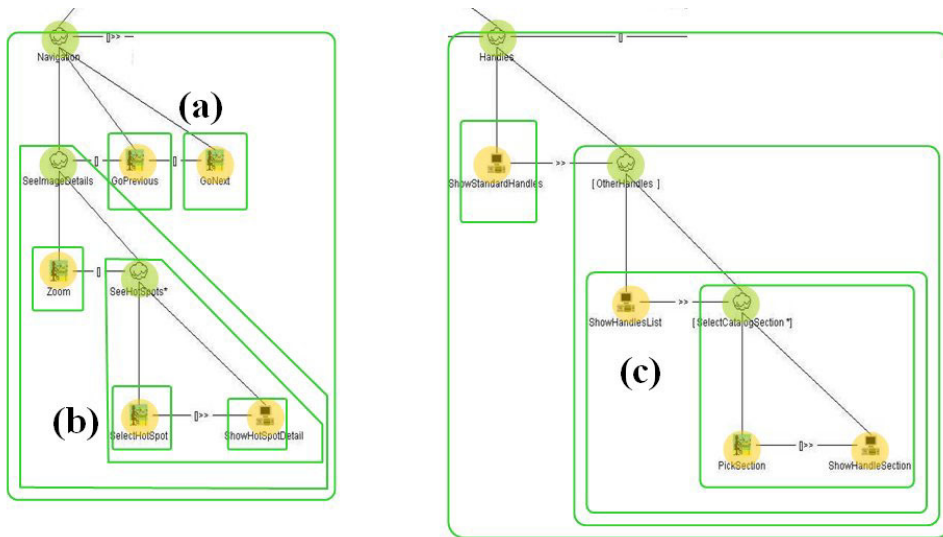 []>>
Navigation
(a)
SeeImageDetails
[]
GoPrevious
[]
GoNext
Zoom
[]
SeeHotSpots*
(b)
SelectHotSpot
[]>>
ShowHotSpotDetail
[]
Handles
ShowStandardHandles
>>
[ OtherHandles ]
ShowHandlesList
>>
[ SelectCatalogSection *]
(c)
PickSection
[]>>
ShowHandleSection